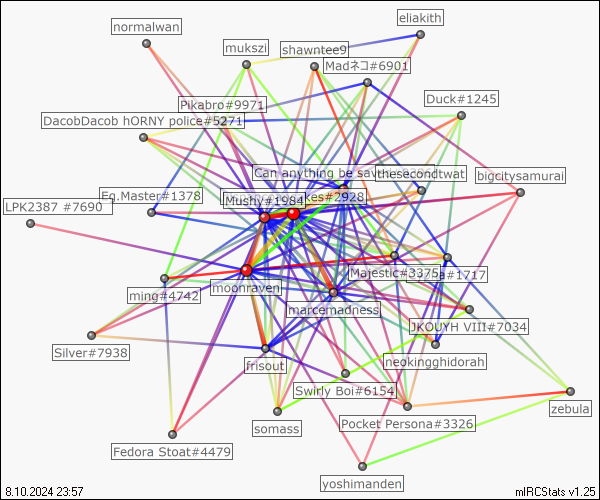 eliakith
normalwan
mukszi
shawntee9
Madネコ#6901
Pikabro#9971
Duck#1245
DacobDacob hORNY police#5271
Can anything be sav
thesecondtwat
bigcitysamurai
Eq.Master#1378
Mushy#1984
kes#2928
LPK2387 #7690
Majestic#3375
a#1717
moonraven
ming#4742
marcemadness
JKOUYH VIII#7034
Silver#7938
frisout
neokingghidorah
Swirly Boi#6154
zebula
somass
Pocket Persona#3326
Fedora Stoat#4479
yoshimanden
8.10.2024 23:57
mIRCStats v1.25